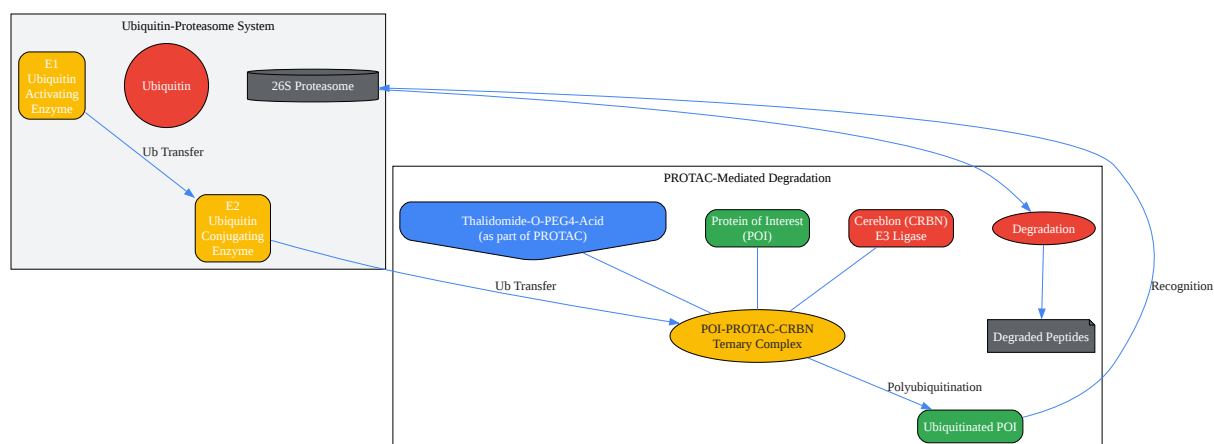 Ubiquitin-Proteasome System
E1
Ubiquitin
Activating
Enzyme
Ubiquitin
26S Proteasome
Ub Transfer
E2
Ubiquitin
Conjugating
Enzyme
PROTAC-Mediated Degradation
Thalidomide-O-PEG4-Acid
(as part of PROTAC)
Protein of Interest
(POI)
Cereblon (CRBN)
E3 Ligase
Degradation
Ub Transfer
Recognition
POI-PROTAC-CRBN
Ternary Complex
Degraded Peptides
Polyubiquitination
Ubiquitinated POI